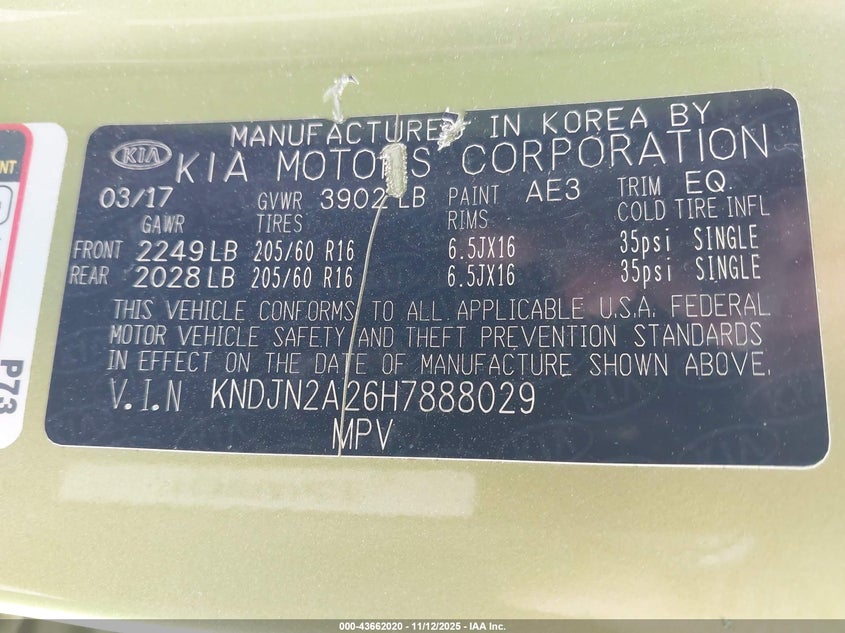 MANUFACTURED IN KOREA BY
KIA KIA MOTORS CORPORATION
03/17 GVWR 3902 LB PAINT AE3 TRIM EQ
GAWR TIRES RIMS COLD TIRE INFL
FRONT 2249 LB 205/60 R16 6.5JX16 35psi SINGLE
REAR 2028 LB 205/60 R16 6.5JX16 35psi SINGLE
THIS VEHICLE CONFORMS TO ALL APPLICABLE U.S.A. FEDERAL
MOTOR VEHICLE SAFETY AND THEFT PREVENTION STANDARDS
IN EFFECT ON THE DATE OF MANUFACTURE SHOWN ABOVE.
V.I.N KNDJN2A26H7888029
MPV
P73
000-43662020 - 11/12/2025 - IAA Inc.